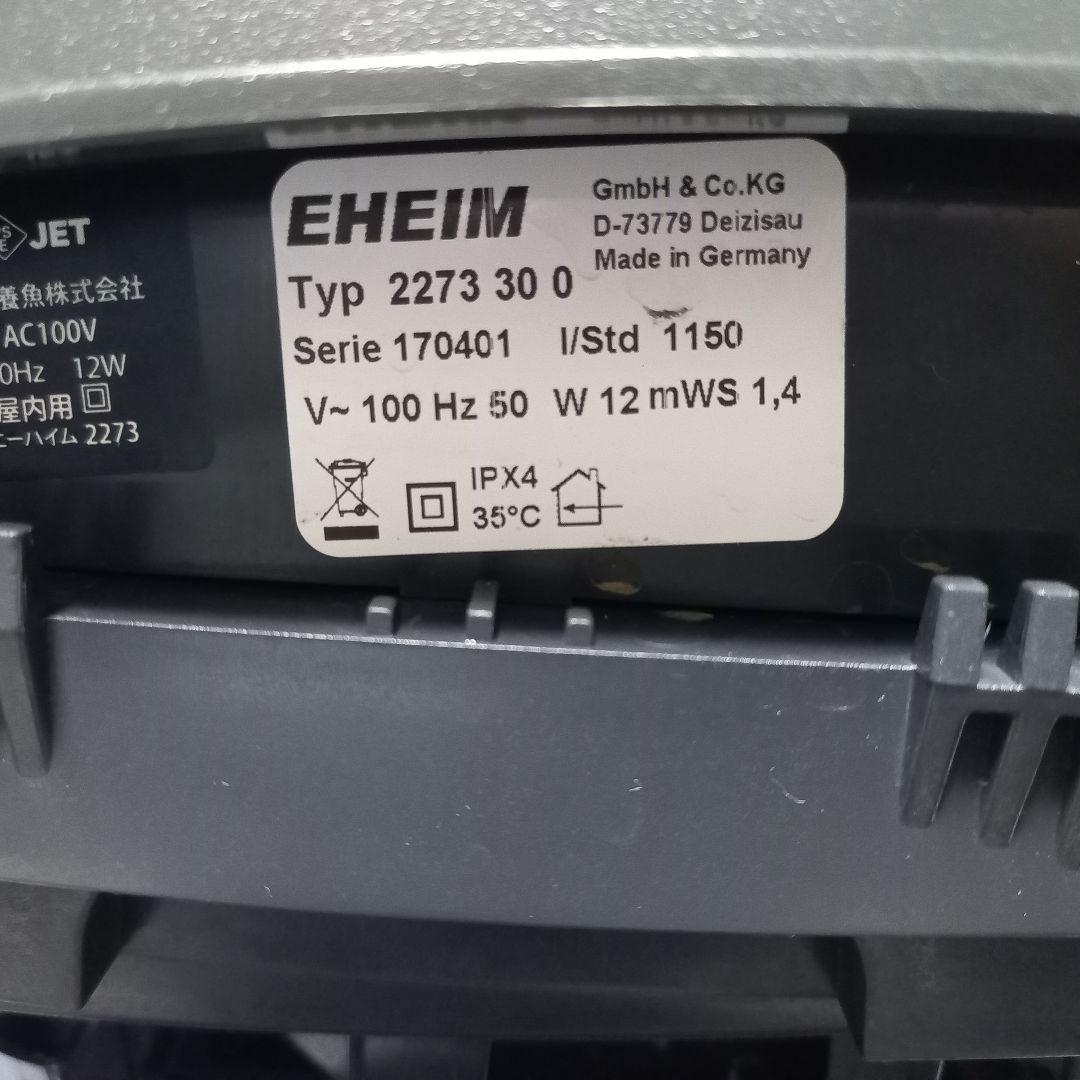 EHEIM
GmbH & Co.KG
D-73779 Deizisau
Made in Germany
Typ 2273 30 0
Serie 170401 l/Std 1150
V~ 100 Hz 50 W 12 mWS 1,4
IPX4
35°C
JET
養魚株式会社
AC100V
0Hz 12W
屋内用
ーハイム 2273